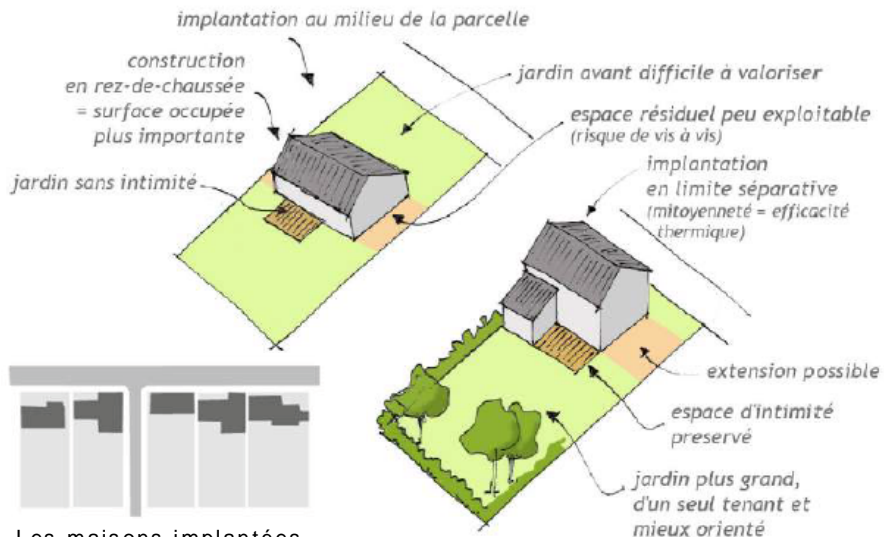 implantation au milieu de la parcelle
construction
en rez-de-chaussée
= surface occupée
plus importante
jardin sans intimité
jardin avant difficile à valoriser
espace résiduel peu exploitable
(risque de vis à vis)
implantation
en limite séparative
(mitoyenneté = efficacité
thermique)
extension possible
espace d'intimité
préservé
jardin plus grand,
d'un seul tenant et
mieux orienté
Les maisons implantées